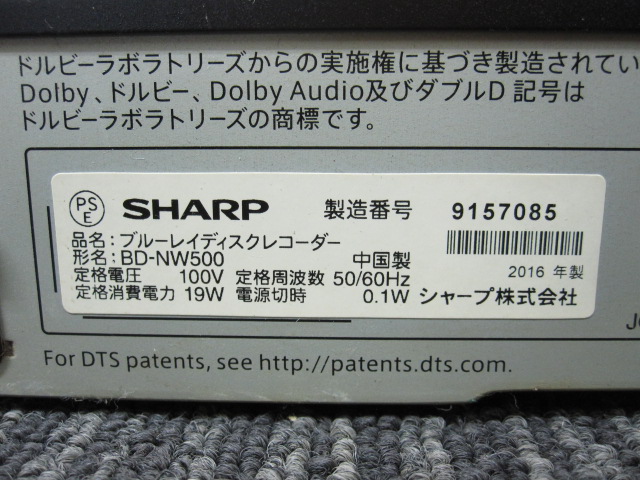 ドルビーラボラトリーズからの実施権に基づき製造されてい
Dolby、ドルビー、Dolby Audio及びダブルD 記号は
ドルビーラボラトリーズの商標です。
PS
E
SHARP 製造番号 9157085
品名：ブルーレイディスクレコーダー
形名：BD-NW500 中国製
定格電圧 100V 定格周波数 50/60Hz 2016 年製
定格消費電力 19W 電源切時 0.1W シャープ株式会社
For DTS patents, see http://patents.dts.com.